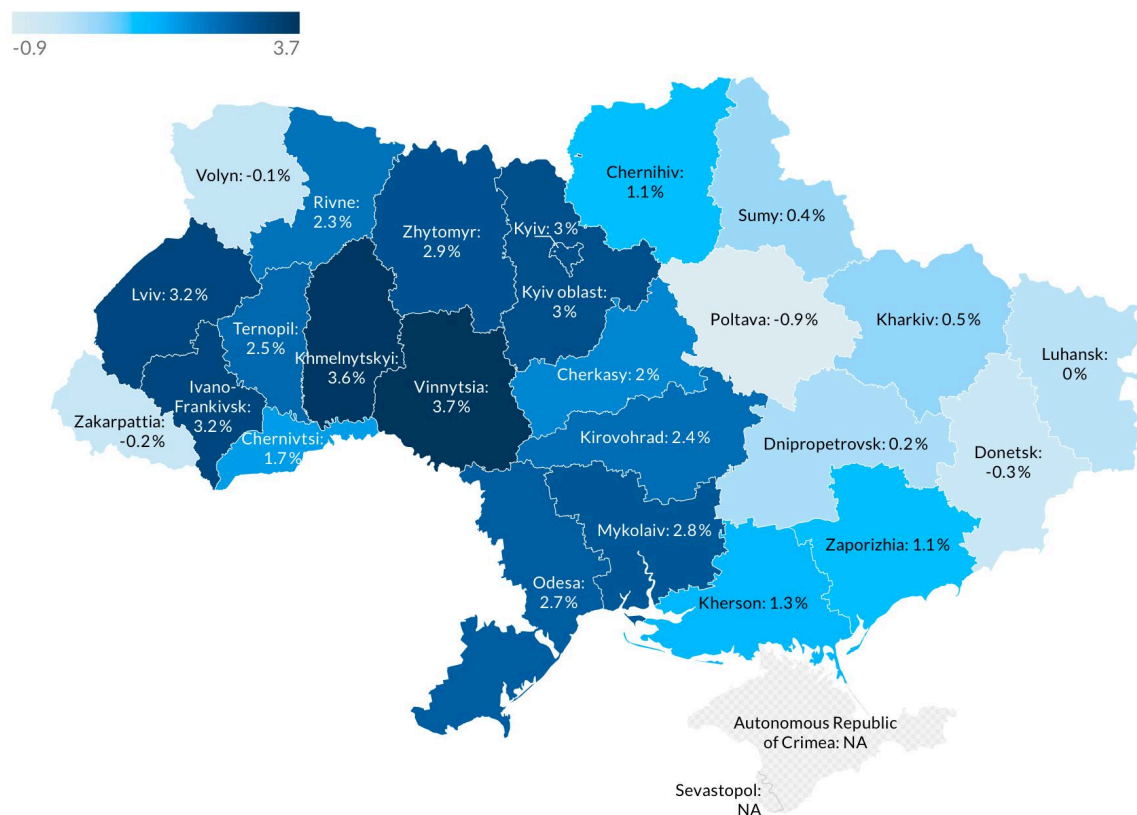 -0.9
3.7
Volyn: -0.1%
Rivne:
2.3%
Zhytomyr:
2.9%
Kyiv: 3%
Kyiv oblast:
3%
Chernihiv:
1.1%
Sumy: 0.4%
Lviv: 3.2%
Ternopil:
2.5%
Khmelnytskyi:
3.6%
Vinnytsia:
3.7%
Cherkasy: 2%
Poltava: -0.9%
Kharkiv: 0.5%
Luhansk:
0%
Zakarpattia:
-0.2%
Ivano-
Frankivsk:
3.2%
Chernivtsi:
1.7%
Kirovohrad: 2.4%
Dnipropetrovsk: 0.2%
Donetsk:
-0.3%
Mykolaiv: 2.8%
Zaporizhia: 1.1%
Odesa:
2.7%
Kherson: 1.3%
Autonomous Republic
of Crimea: NA
Sevastopol:
NA